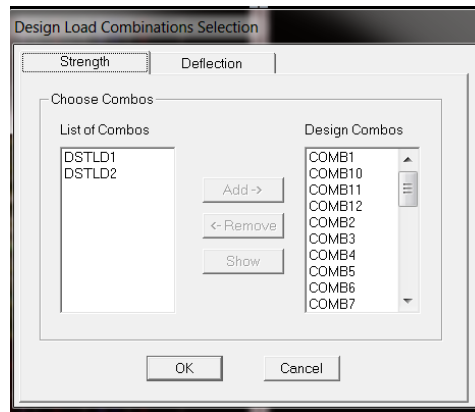 Design Load Combinations Selection
Strength
Deflection
Choose Combos
List of Combos
DSTLD1
DSTLD2
Add ->
<- Remove
Show
Design Combos
COMB1
COMB10
COMB11
COMB12
COMB2
COMB3
COMB4
COMB5
COMB6
COMB7
OK
Cancel